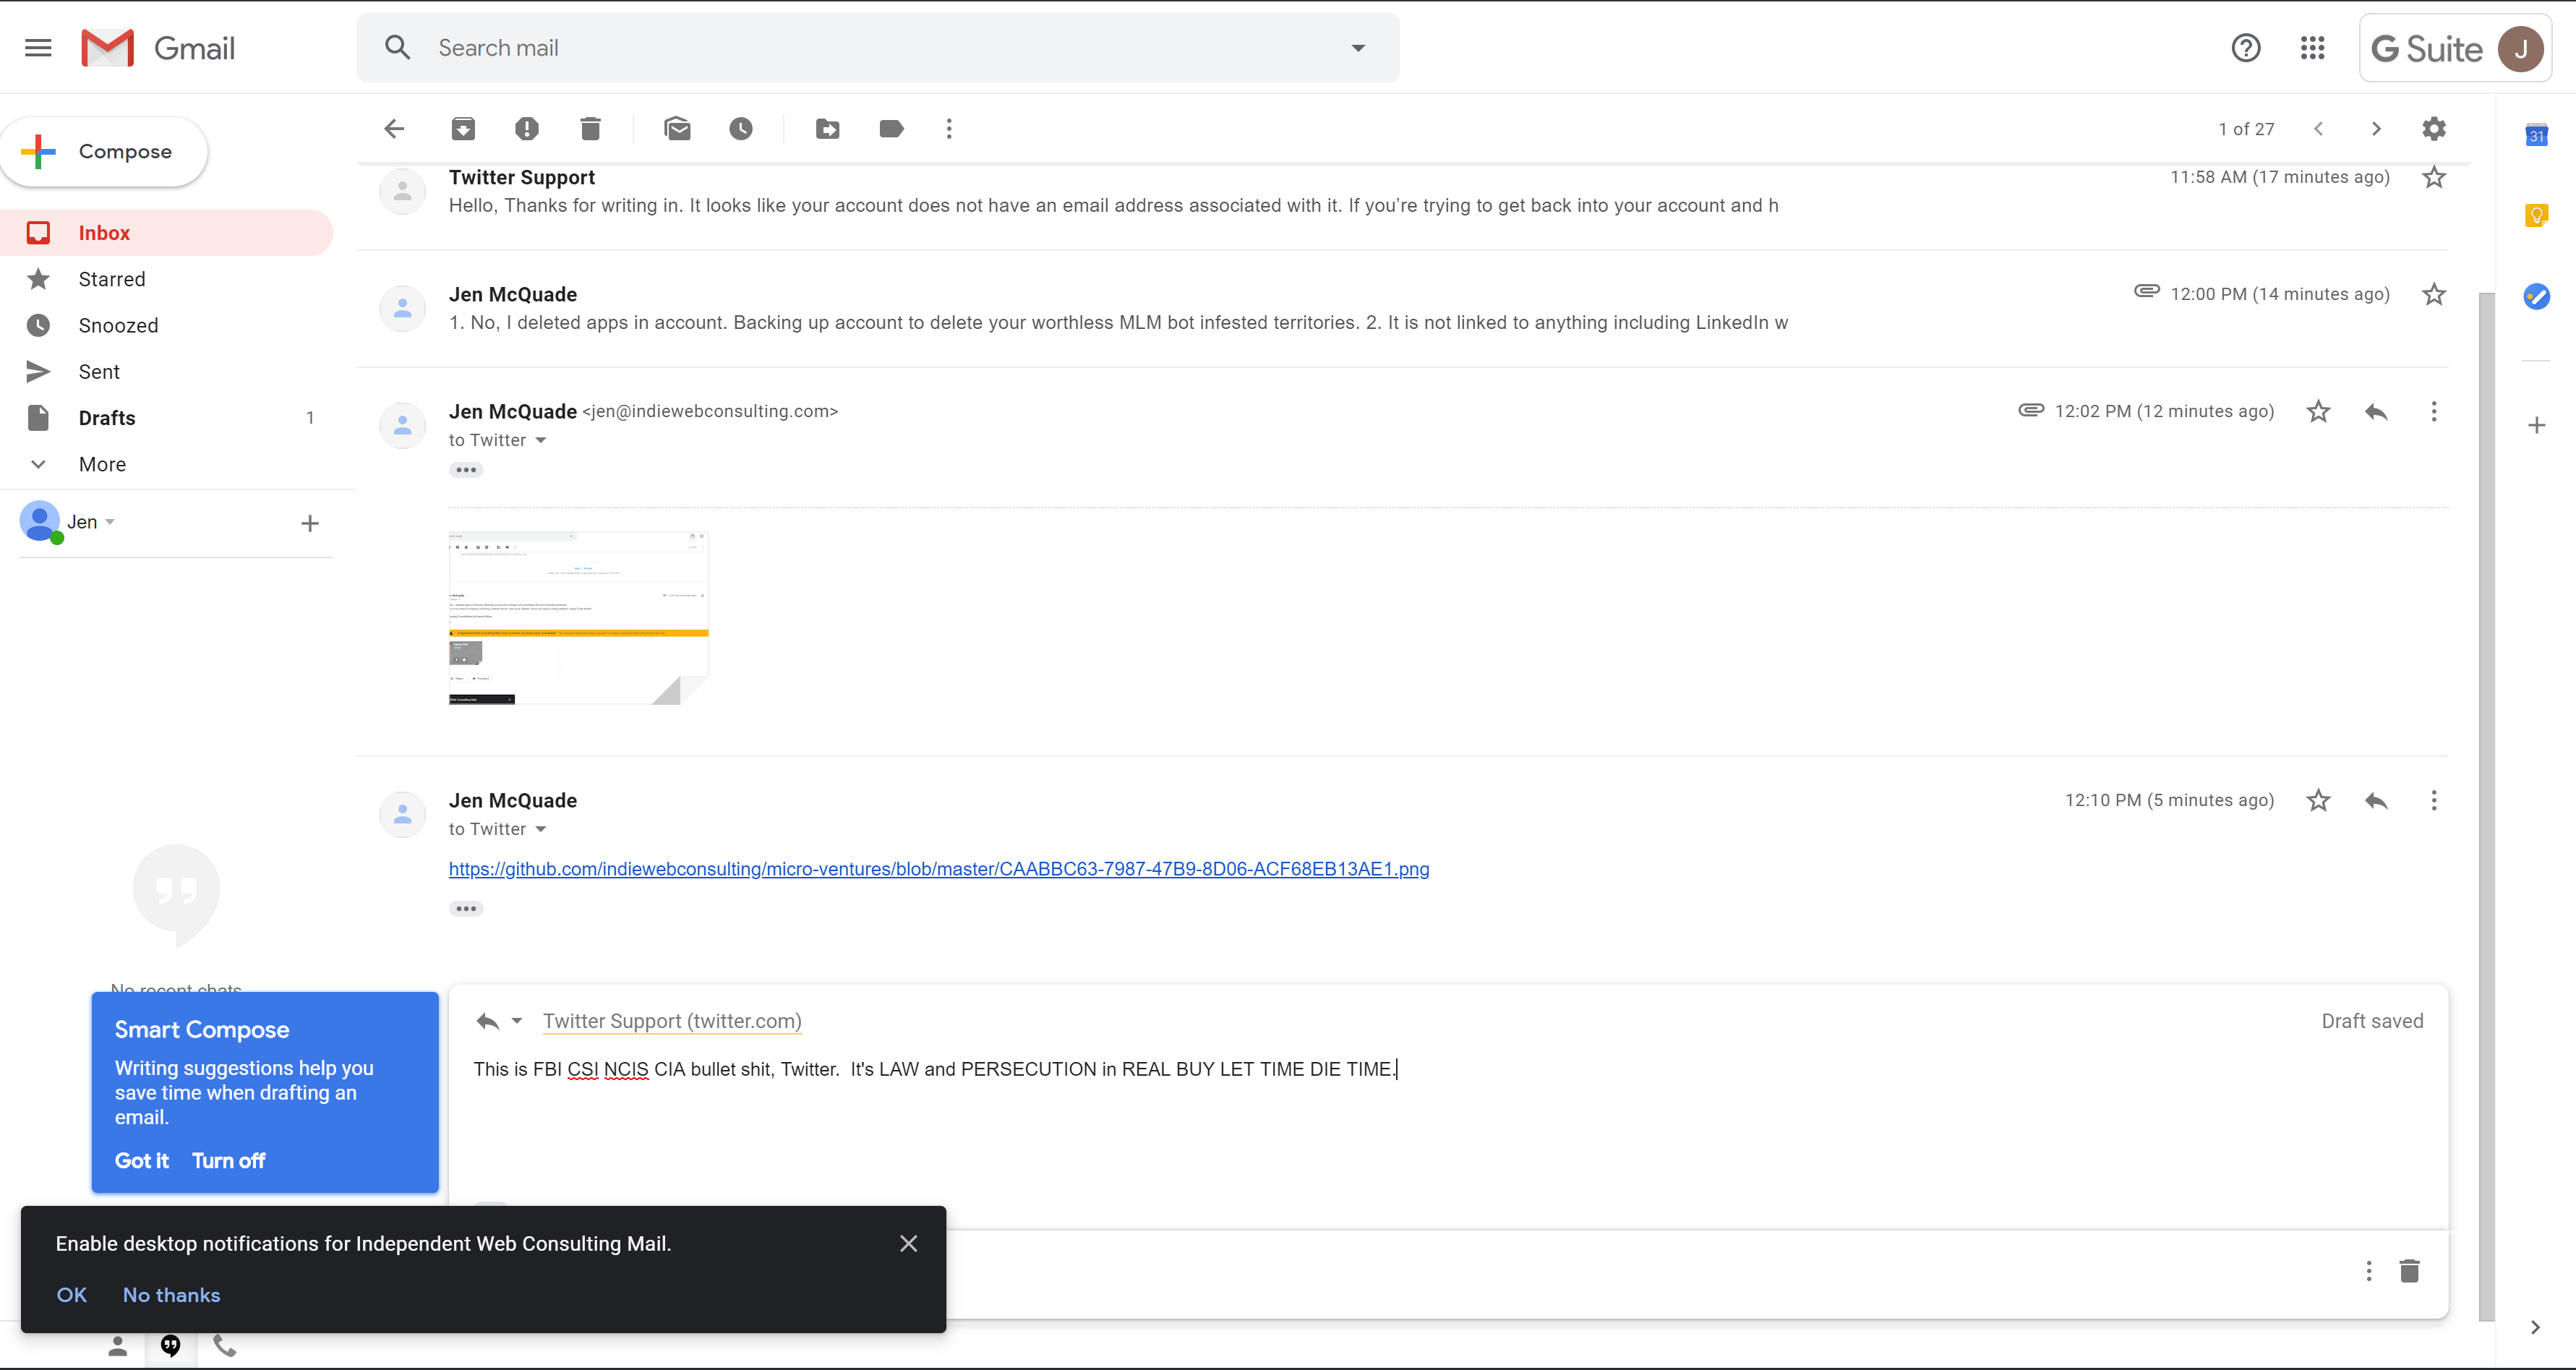 Gmail
Search mail
G Suite
J
Compose
1 of 27
31
Inbox
Starred
Snoozed
Sent
Drafts 1
More
Jen
Twitter Support 11:58 AM (17 minutes ago)
Hello, Thanks for writing in. It looks like your account does not have an email address associated with it. If you're trying to get back into your account and h
Jen McQuade 12:00 PM (14 minutes ago)
1. No, I deleted apps in account. Backing up account to delete your worthless MLM bot infested territories. 2. It is not linked to anything including LinkedIn w
Jen McQuade <jen@indiewebconsulting.com> 12:02 PM (12 minutes ago)
to Twitter
Jen McQuade 12:10 PM (5 minutes ago)
to Twitter
https://github.com/indiewebconsulting/micro-ventures/blob/master/CAABBC63-7987-47B9-8D06-ACF68EB13AE1.png
No recent chats
Smart Compose
Writing suggestions help you
save time when drafting an
email.
Got it Turn off
Twitter Support (twitter.com) Draft saved
This is FBI CSI NCIS CIA bullet shit, Twitter.  It's LAW and PERSECUTION in REAL BUY LET TIME DIE TIME.
Enable desktop notifications for Independent Web Consulting Mail.
OK No thanks